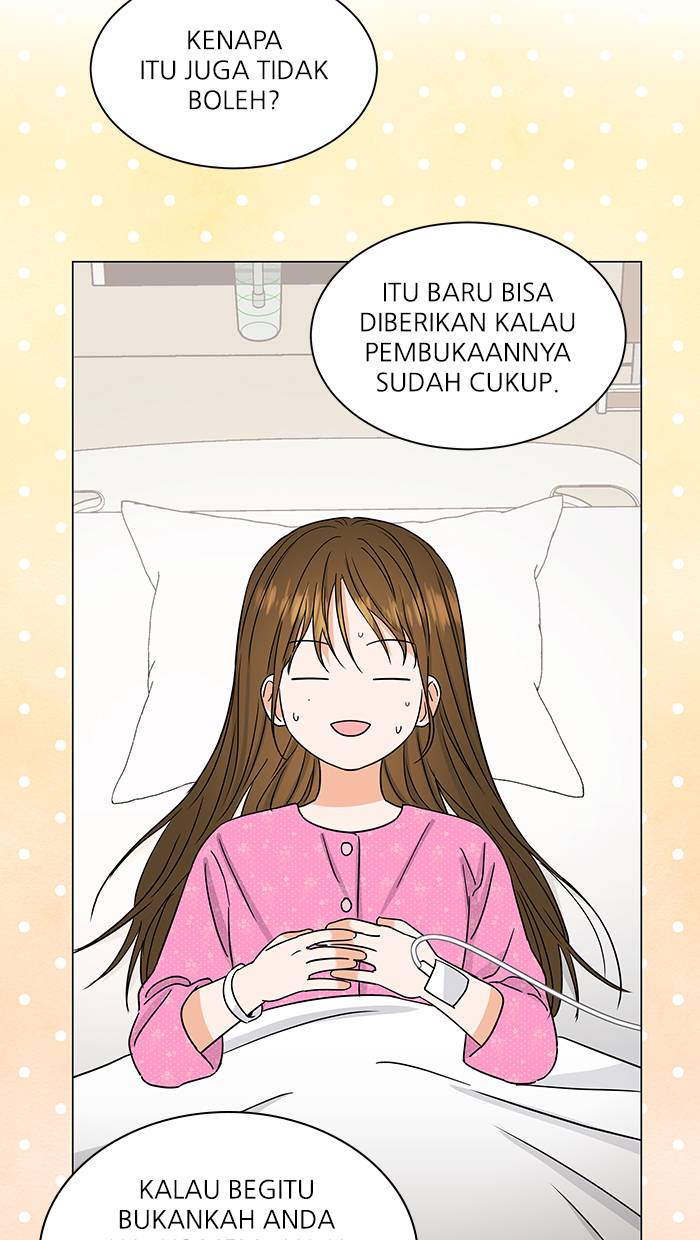 KENAPA
ITU JUGA TIDAK
BOLEH?
ITU BARU BISA
DIBERIKAN KALAU
PEMBUKAANNYA
SUDAH CUKUP.
KALAU BEGITU
BUKANKAH ANDA